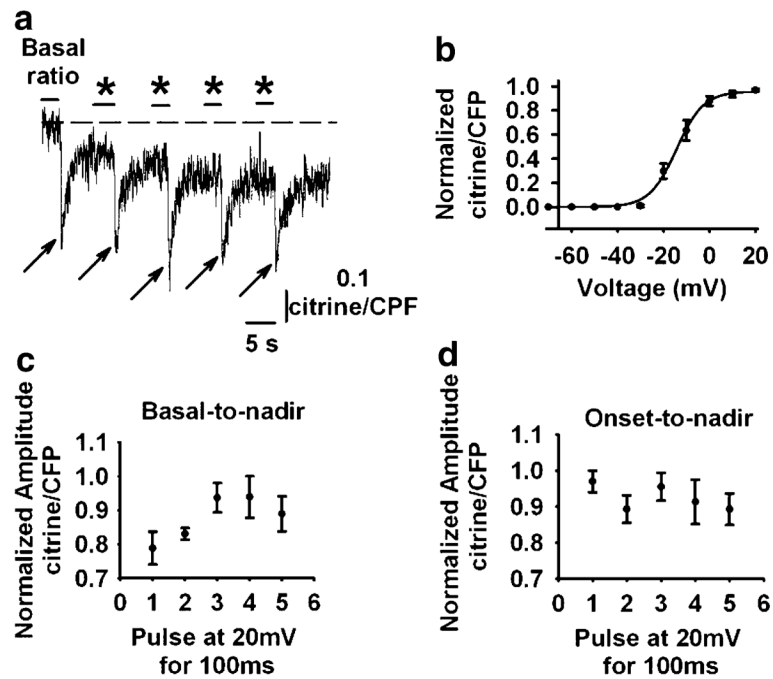 a
Basal
ratio
* * * *
0.1
citrine/CPF
5 s
b
Normalized
citrine/CFP
1.0
0.8
0.6
0.4
0.2
0.0
-60 -40 -20 0 20
Voltage (mV)
c
Basal-to-nadir
Normalized Amplitude
citrine/CFP
1.1
1.0
0.9
0.8
0.7
0 1 2 3 4 5 6
Pulse at 20mV
for 100ms
d
Onset-to-nadir
Normalized Amplitude
citrine/CFP
1.1
1.0
0.9
0.8
0.7
0 1 2 3 4 5 6
Pulse at 20mV
for 100ms